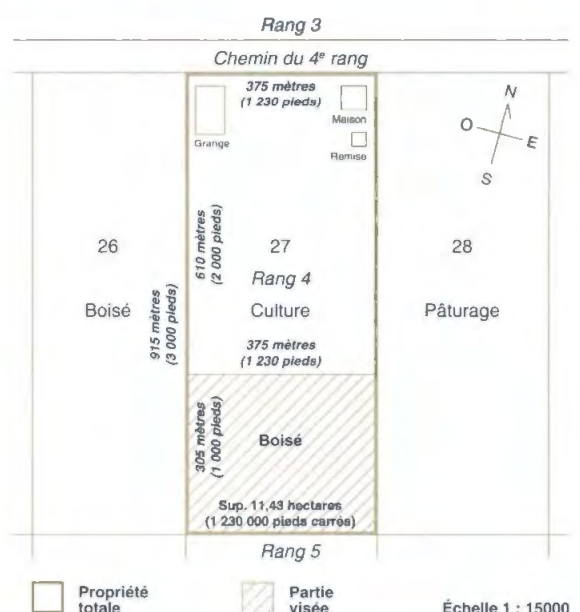 Rang 3
Chemin du 4e rang
375 mètres
(1 230 pieds)
Grange
Maison
Remise
N
O
E
S
610 mètres
(2 000 pieds)
26
27
28
Rang 4
Boisé
Culture
Pâturage
915 mètres
(3 000 pieds)
375 mètres
(1 230 pieds)
305 mètres
(1 000 pieds)
Boisé
Sup. 11,43 hectares
(1 230 000 pieds carrés)
Rang 5
Propriété
totale
Partie
visée
Échelle 1 : 15000